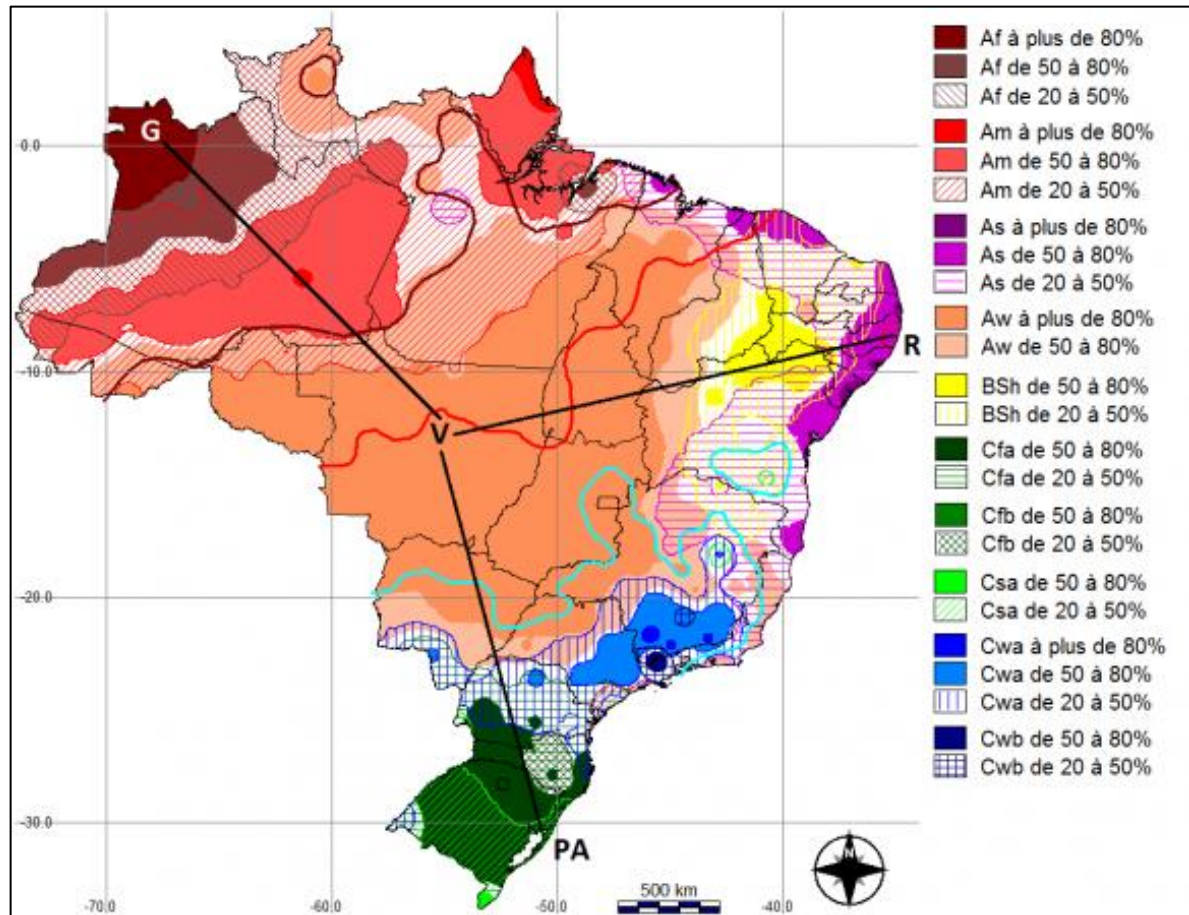 Af à plus de 80%
Af de 50 à 80%
Af de 20 à 50%
Am à plus de 80%
Am de 50 à 80%
Am de 20 à 50%
As à plus de 80%
As de 50 à 80%
As de 20 à 50%
Aw à plus de 80%
Aw de 50 à 80%
BSh de 50 à 80%
BSh de 20 à 50%
Cfa de 50 à 80%
Cfa de 20 à 50%
Cfb de 50 à 80%
Cfb de 20 à 50%
Csa de 50 à 80%
Csa de 20 à 50%
Cwa à plus de 80%
Cwa de 50 à 80%
Cwa de 20 à 50%
Cwb de 50 à 80%
Cwb de 20 à 50%
G
0.0
R
-10.0
V
-20.0
-30.0
PA
N
500 km
-70.0 -60.0 -50.0 -40.0